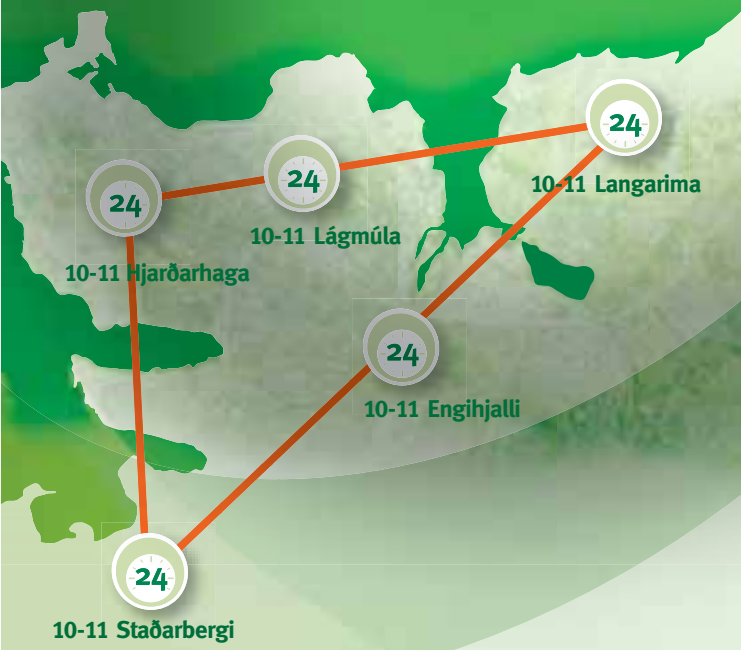 24
10-11 Langarima
24
10-11 Lágmúla
24
10-11 Hjarðarhaga
24
10-11 Engihjalli
24
10-11 Staðarbergi